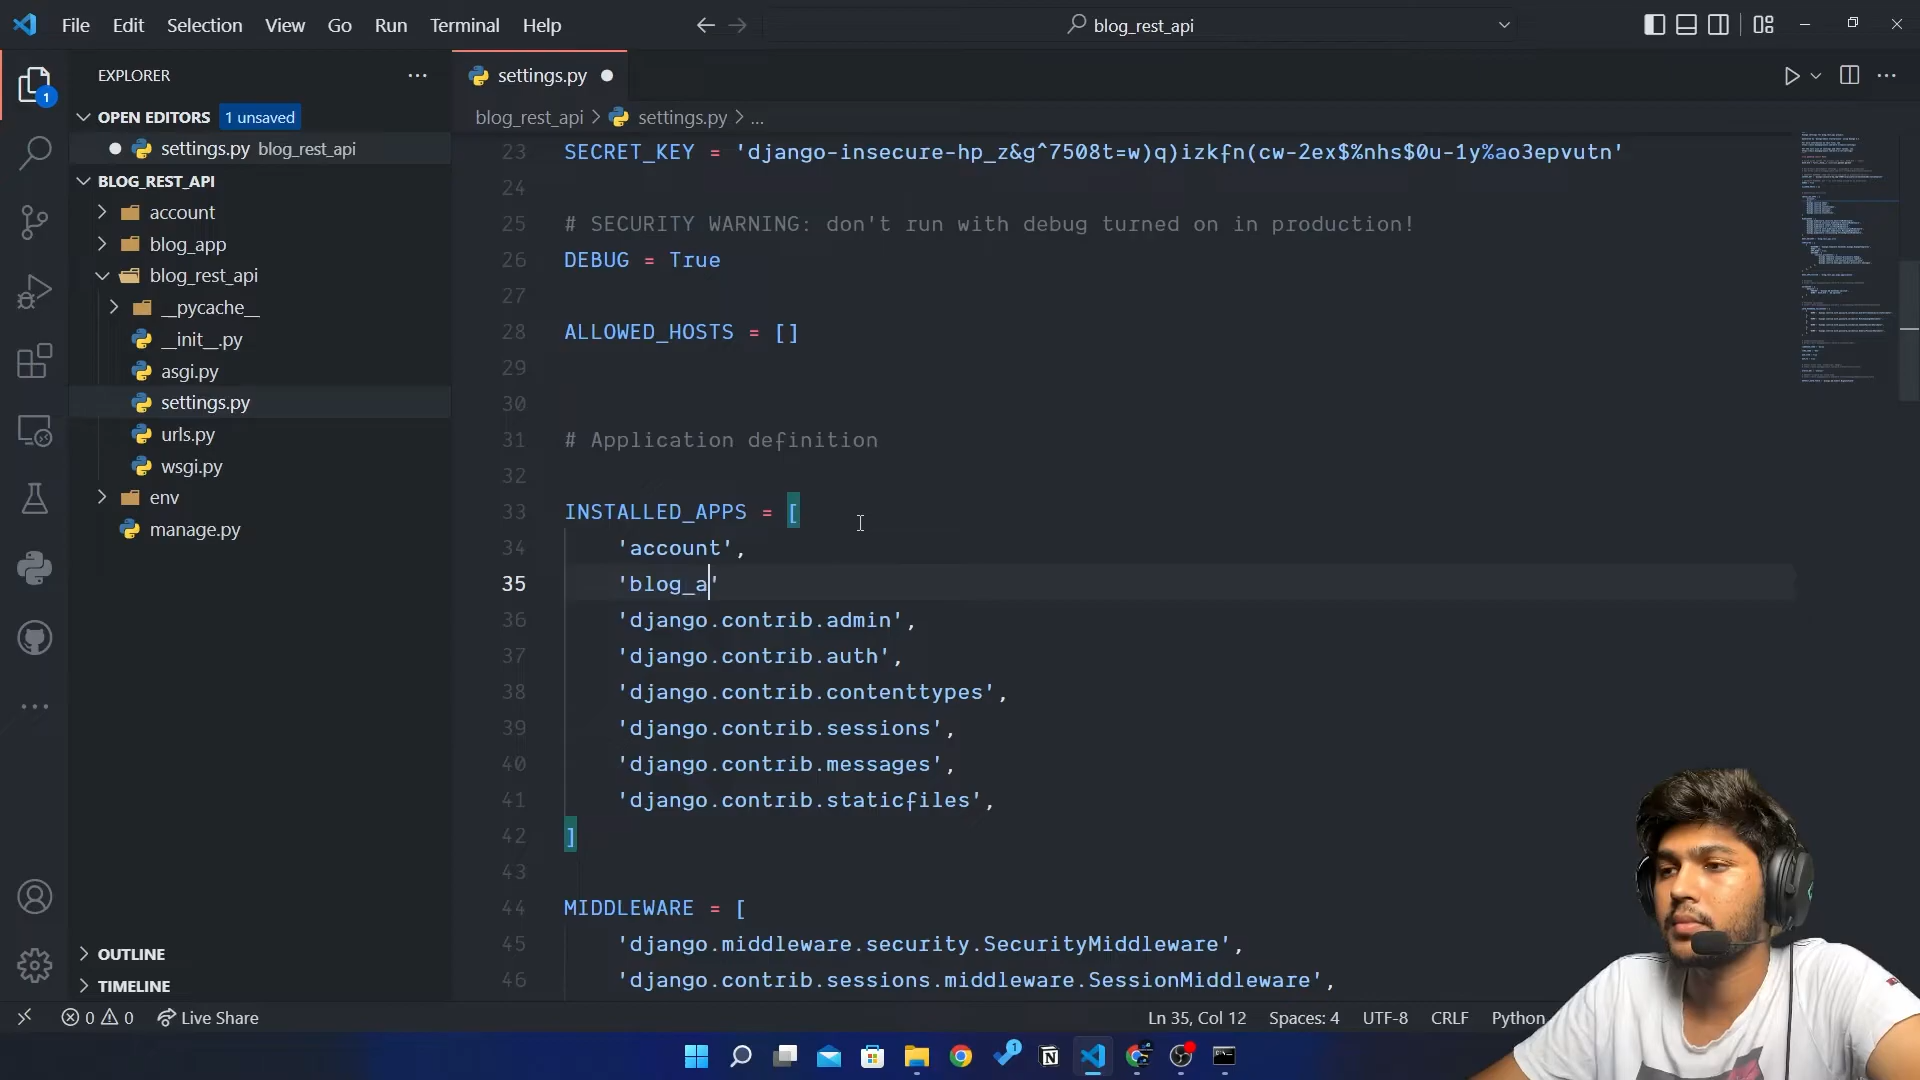 File Edit Selection View Go Run Terminal Help
blog_rest_api
EXPLORER
1
OPEN EDITORS 1 unsaved
settings.py blog_rest_api
BLOG_REST_API
account
blog_app
blog_rest_api
__pycache__
__init__.py
asgi.py
settings.py
urls.py
wsgi.py
env
manage.py
OUTLINE
TIMELINE
settings.py
blog_rest_api > settings.py > ...
23 SECRET_KEY = 'django-insecure-hp_z&g^7508t=w)q)izkfn(cw-2ex$%nhs$0u-1y%ao3epvutn'
24
25 # SECURITY WARNING: don't run with debug turned on in production!
26 DEBUG = True
27
28 ALLOWED_HOSTS = []
29
30
31 # Application definition
32
33 INSTALLED_APPS = [
34 'account',
35 'blog_a'
36 'django.contrib.admin',
37 'django.contrib.auth',
38 'django.contrib.contenttypes',
39 'django.contrib.sessions',
40 'django.contrib.messages',
41 'django.contrib.staticfiles',
42 ]
43
44 MIDDLEWARE = [
45 'django.middleware.security.SecurityMiddleware',
46 'django.contrib.sessions.middleware.SessionMiddleware',
0 0 Live Share
Ln 35, Col 12 Spaces: 4 UTF-8 CRLF Python
1